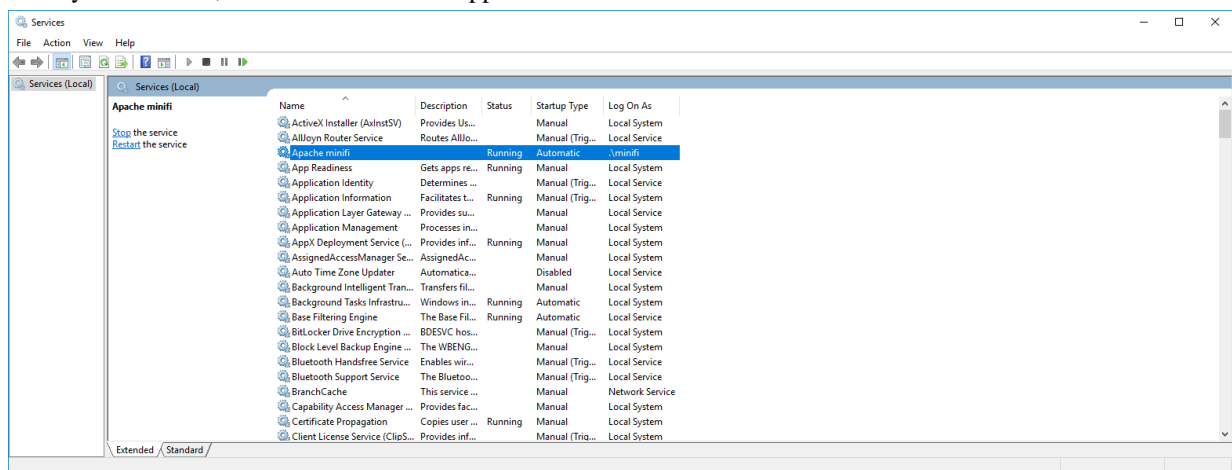 Services
File Action View Help
Services (Local)
Services (Local)
Apache minifi
Stop the service
Restart the service
Name Description Status Startup Type Log On As
ActiveX Installer (AxInstSV) Provides Us... Manual Local System
AllJoyn Router Service Routes AllJo... Manual (Trig... Local Service
Apache minifi Running Automatic .\minifi
App Readiness Gets apps re... Running Manual Local System
Application Identity Determines ... Manual (Trig... Local Service
Application Information Facilitates t... Running Manual (Trig... Local System
Application Layer Gateway ... Provides su... Manual Local Service
Application Management Processes in... Manual Local System
AppX Deployment Service (... Provides inf... Running Manual Local System
AssignedAccessManager Se... AssignedAc... Manual Local System
Auto Time Zone Updater Automatica... Disabled Local Service
Background Intelligent Tran... Transfers fil... Manual Local System
Background Tasks Infrastru... Windows in... Running Automatic Local System
Base Filtering Engine The Base Fil... Running Automatic Local Service
BitLocker Drive Encryption ... BDESVC hos... Manual (Trig... Local System
Block Level Backup Engine ... The WBENG... Manual Local System
Bluetooth Handsfree Service Enables wir... Manual (Trig... Local Service
Bluetooth Support Service The Bluetoo... Manual (Trig... Local Service
BranchCache This service ... Manual Network Service
Capability Access Manager ... Provides fac... Manual Local System
Certificate Propagation Copies user ... Running Manual Local System
Client License Service (ClipS... Provides inf... Manual (Trig... Local System
Extended Standard